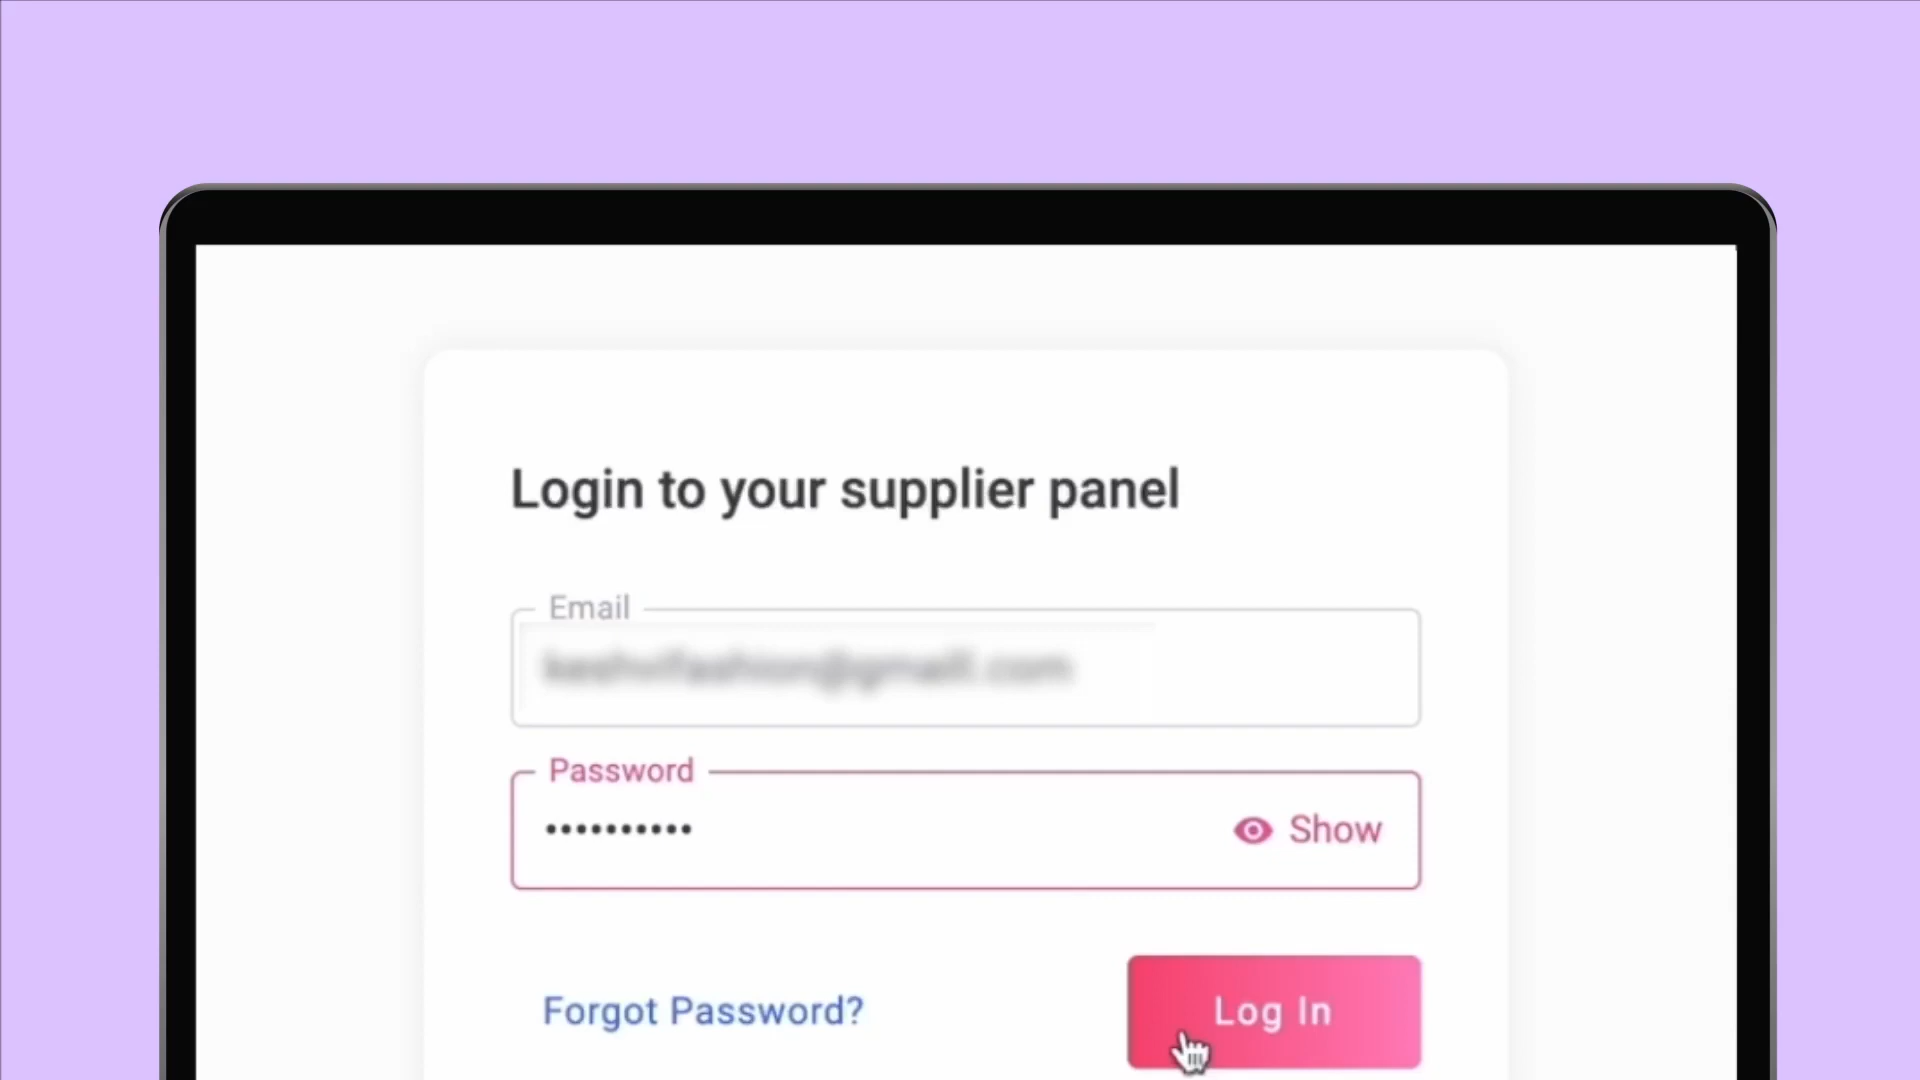 Login to your supplier panel
Email
Password
•••••••••• Show
Forgot Password?
Log In